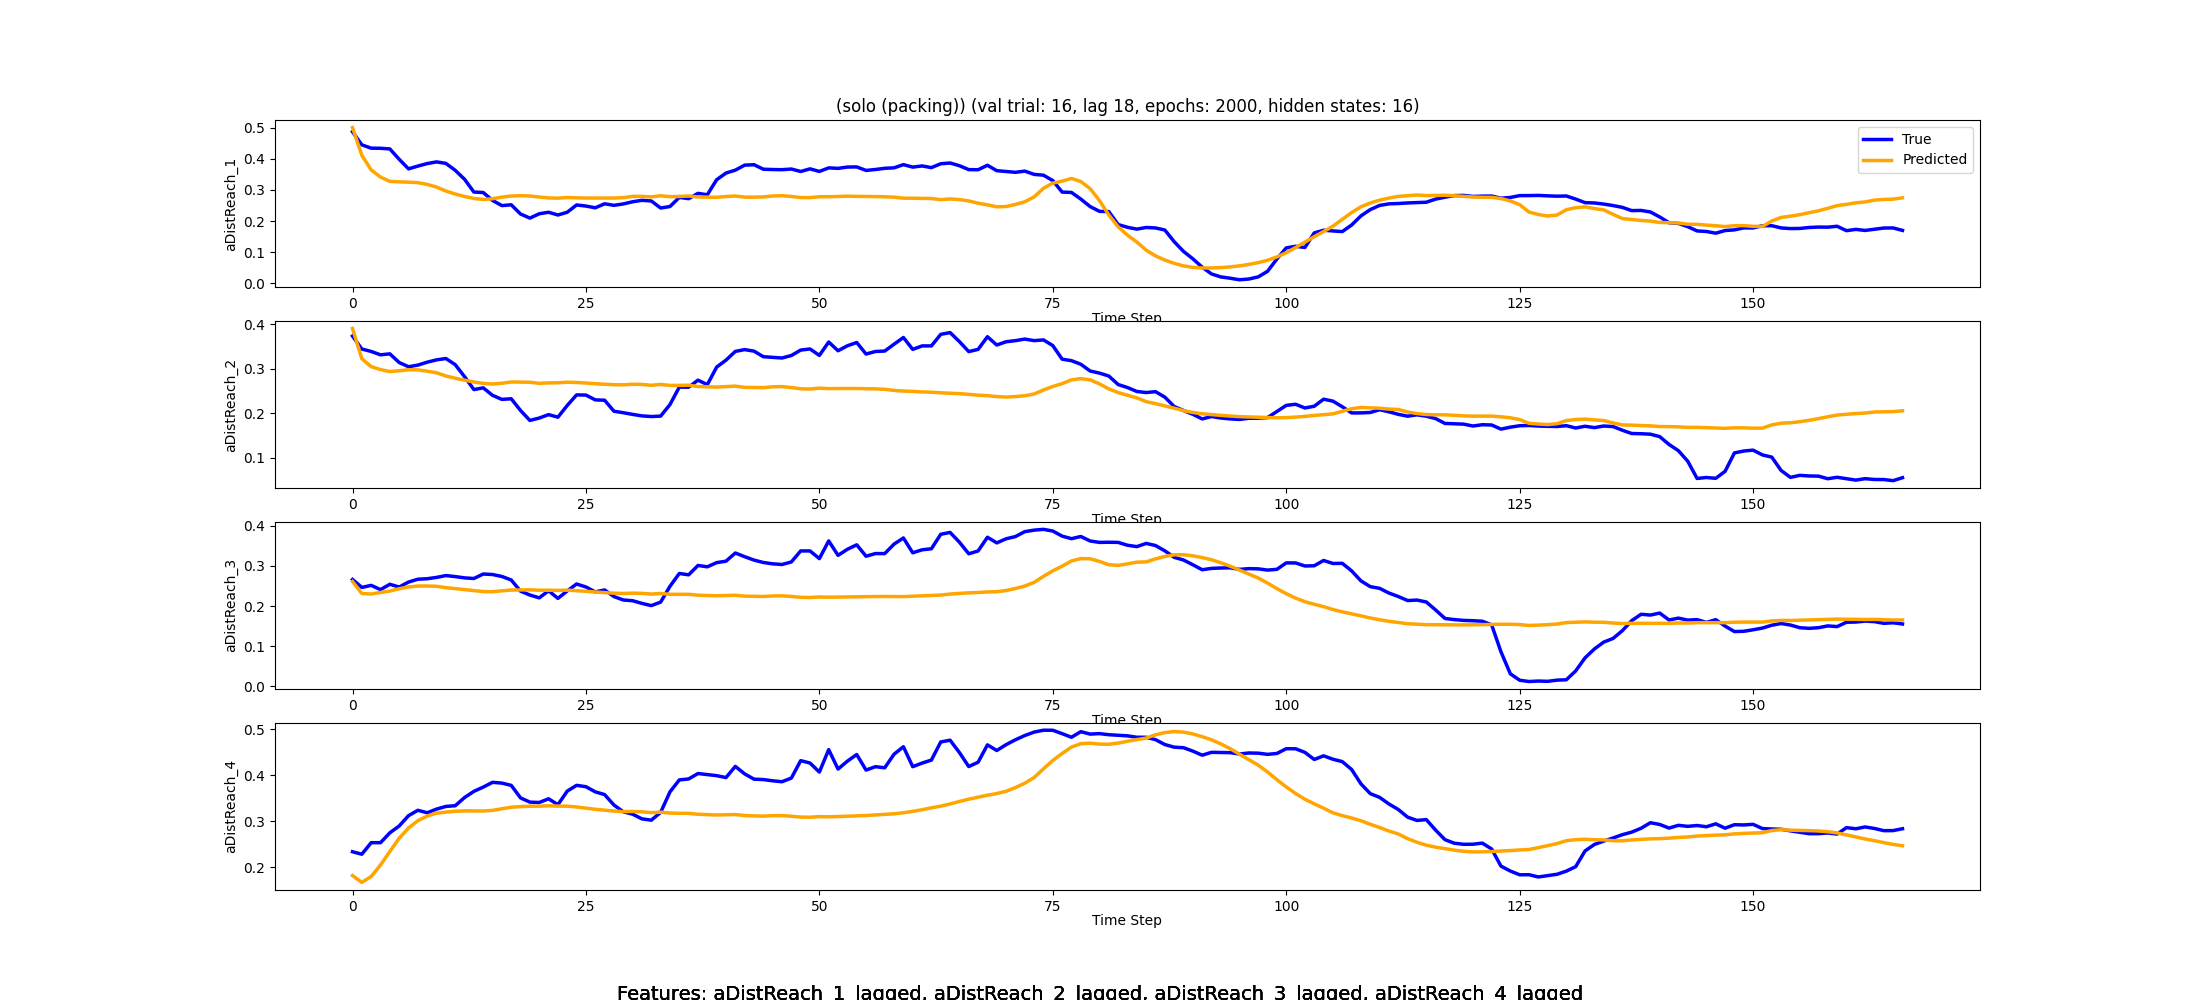 (solo (packing)) (val trial: 16, lag 18, epochs: 2000, hidden states: 16)
aDistReach_1
0.5
0.4
0.3
0.2
0.1
0.0
True
Predicted
0 25 50 75 100 125 150
Time Step
aDistReach_2
0.4
0.3
0.2
0.1
0 25 50 75 100 125 150
Time Step
aDistReach_3
0.4
0.3
0.2
0.1
0.0
0 25 50 75 100 125 150
Time Step
aDistReach_4
0.5
0.4
0.3
0.2
0 25 50 75 100 125 150
Time Step
Features: aDistReach_1_lagged, aDistReach_2_lagged, aDistReach_3_lagged, aDistReach_4_lagged